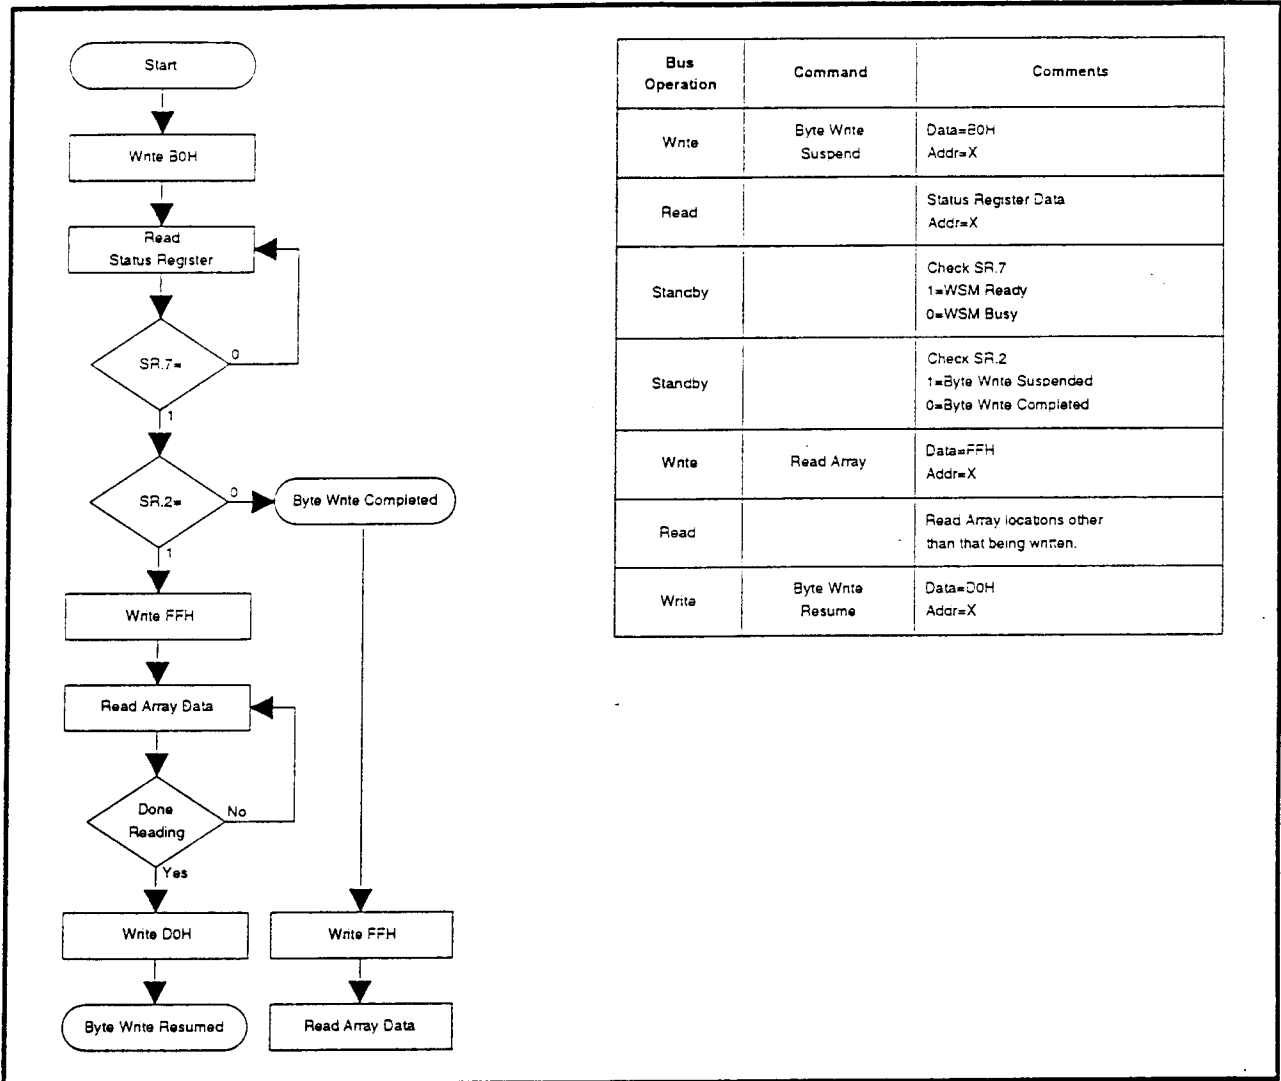 Start
Write B0H
Read
Status Register
SR.7=
0
1
SR.2=
0
Byte Write Completed
1
Write FFH
Read Array Data
Done
Reading
No
Yes
Write D0H
Write FFH
Byte Write Resumed
Read Array Data
Bus
Operation
Command
Comments
Write
Byte Write
Suspend
Data=B0H
Addr=X
Read
Status Register Data
Addr=X
Standby
Check SR.7
1=WSM Ready
0=WSM Busy
Standby
Check SR.2
1=Byte Write Suspended
0=Byte Write Completed
Write
Read Array
Data=FFH
Addr=X
Read
Read Array locations other
than that being written.
Write
Byte Write
Resume
Data=D0H
Addr=X